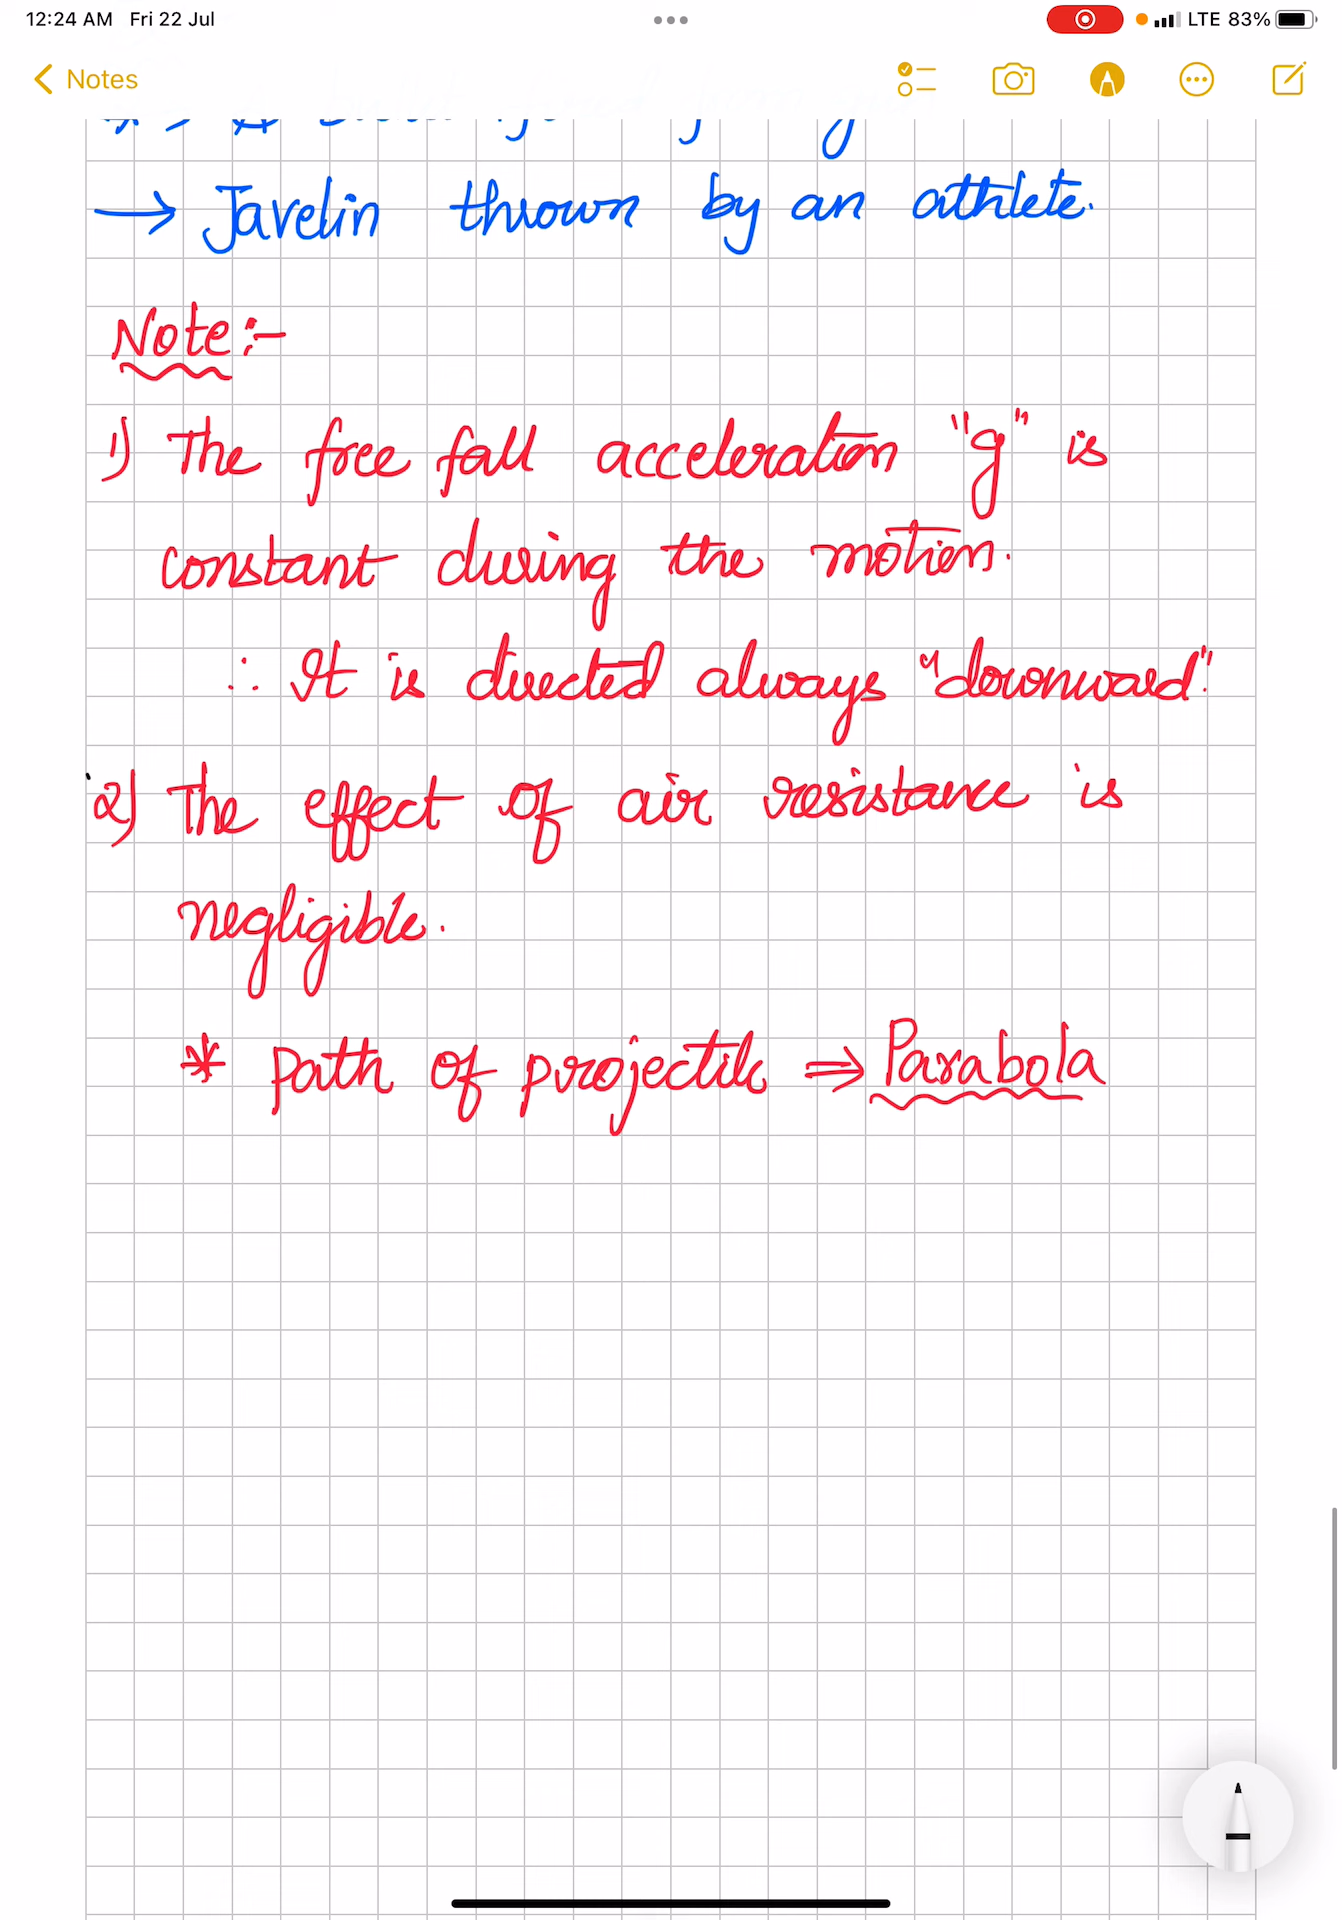 12:24 AM Fri 22 Jul
LTE 83%
Notes
→ Javelin thrown by an athlete.
Note:-
1) The free fall acceleration "g" is
constant during the motion.
∴ It is directed always "downward".
2) The effect of air resistance is
negligible.
* path of projectile ⇒ Parabola